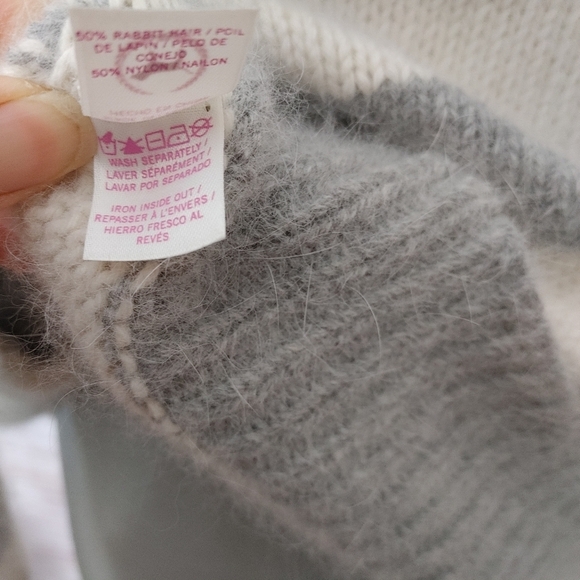 50% RABBIT HAIR / POIL
DE LAPIN / PELO DE
CONEJO
50% NYLON / NAILON
WASH SEPARATELY /
LAVER SÉPARÉMENT /
LAVAR POR SEPARADO
IRON INSIDE OUT /
REPASSER À L'ENVERS /
HIERRO FRESCO AL
REVÉS